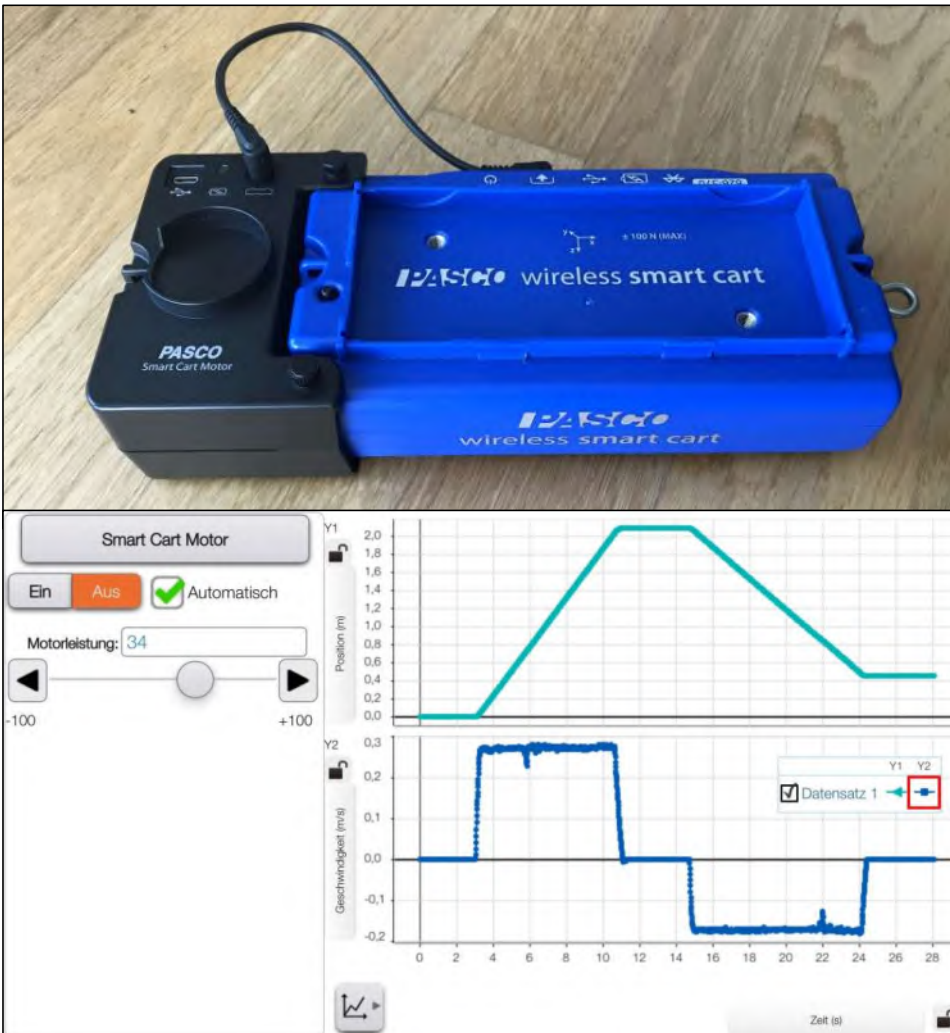 ± 100 N (MAX)
PASCO wireless smart cart
PASCO
Smart Cart Motor
PASCO
wireless smart cart
Smart Cart Motor
Ein Aus Automatisch
Motorleistung: 34
-100 +100
Y1
Position (m)
2,0
1,8
1,6
1,4
1,2
1,0
0,8
0,6
0,4
0,2
0,0
Y2
Geschwindigkeit (m/s)
0,3
0,2
0,1
0,0
-0,1
-0,2
Y1 Y2
Datensatz 1
0 2 4 6 8 10 12 14 16 18 20 22 24 26 28
Zeit (s)